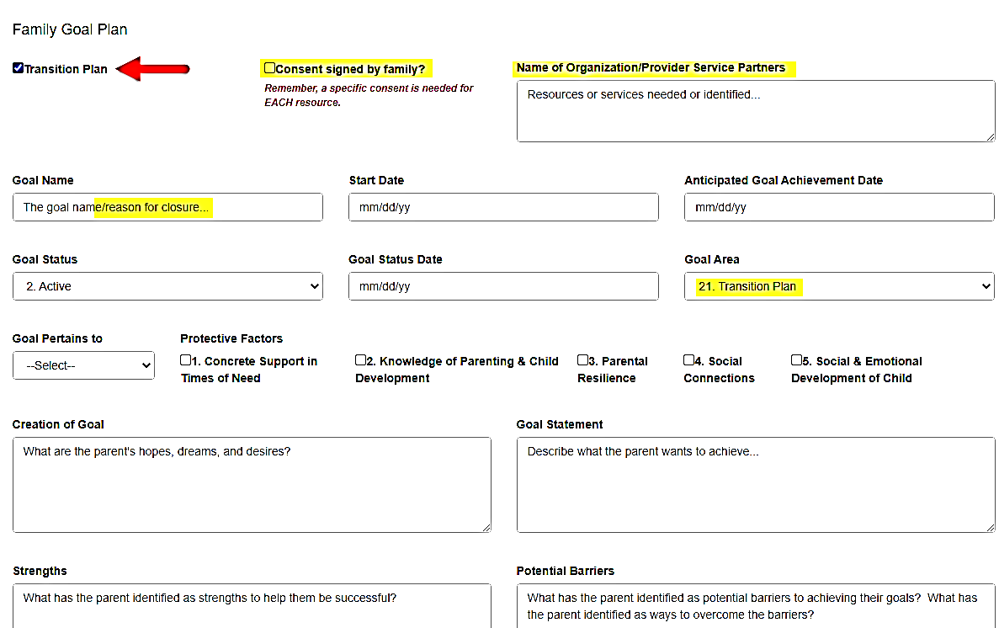 Family Goal Plan
Transition Plan
Consent signed by family?
Remember, a specific consent is needed for
EACH resource.
Name of Organization/Provider Service Partners
Resources or services needed or identified...
Goal Name
Start Date
Anticipated Goal Achievement Date
The goal name/reason for closure...
mm/dd/yy
mm/dd/yy
Goal Status
Goal Status Date
Goal Area
2. Active
mm/dd/yy
21. Transition Plan
Goal Pertains to
Protective Factors
--Select--
1. Concrete Support in
Times of Need
2. Knowledge of Parenting & Child
Development
3. Parental
Resilience
4. Social
Connections
5. Social & Emotional
Development of Child
Creation of Goal
Goal Statement
What are the parent's hopes, dreams, and desires?
Describe what the parent wants to achieve...
Strengths
Potential Barriers
What has the parent identified as strengths to help them be successful?
What has the parent identified as potential barriers to achieving their goals?  What has
the parent identified as ways to overcome the barriers?